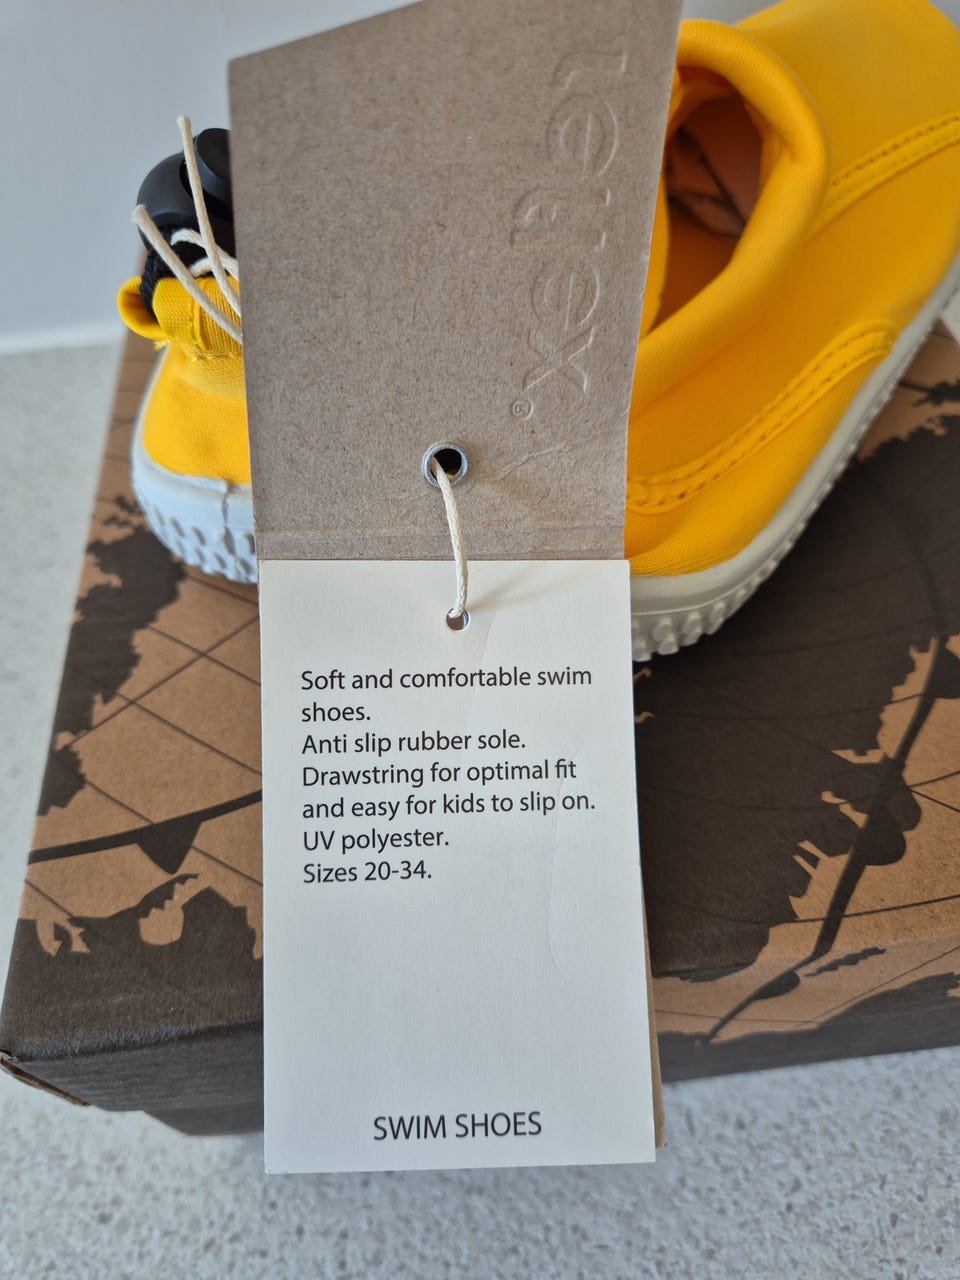 reflex®
Soft and comfortable swim
shoes.
Anti slip rubber sole.
Drawstring for optimal fit
and easy for kids to slip on.
UV polyester.
Sizes 20-34.
SWIM SHOES